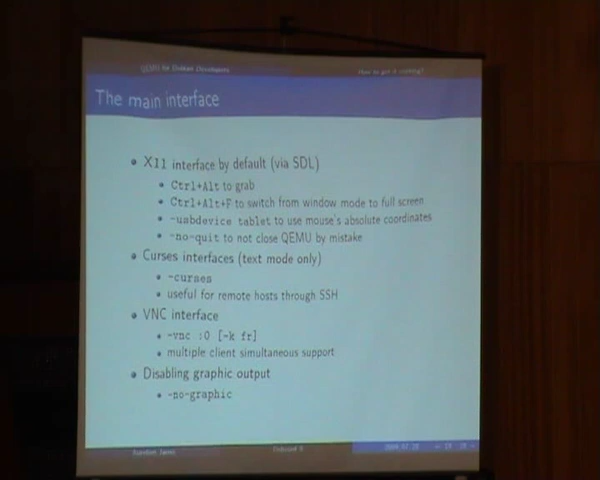 QEMU for Debian Developers
How to get it running?
The main interface
X11 interface by default (via SDL)
Ctrl+Alt to grab
Ctrl+Alt+F to switch from window mode to full screen
-usbdevice tablet to use mouse's absolute coordinates
-no-quit to not close QEMU by mistake
Curses interfaces (text mode only)
-curses
useful for remote hosts through SSH
VNC interface
-vnc :0 [-k fr]
multiple client simultaneous support
Disabling graphic output
-no-graphic